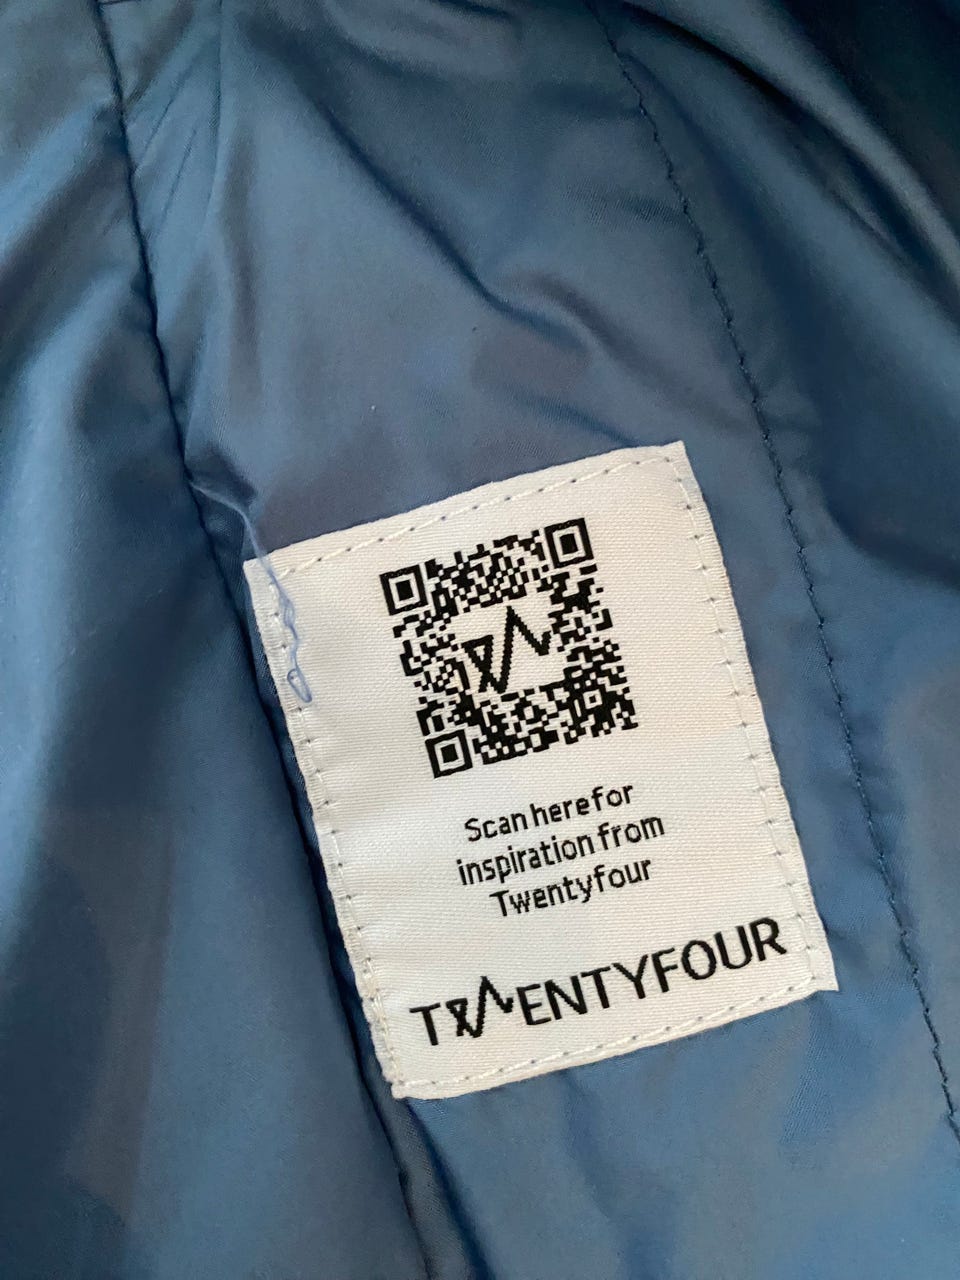 Scan here for
inspiration from
Twentyfour
TWENTYFOUR